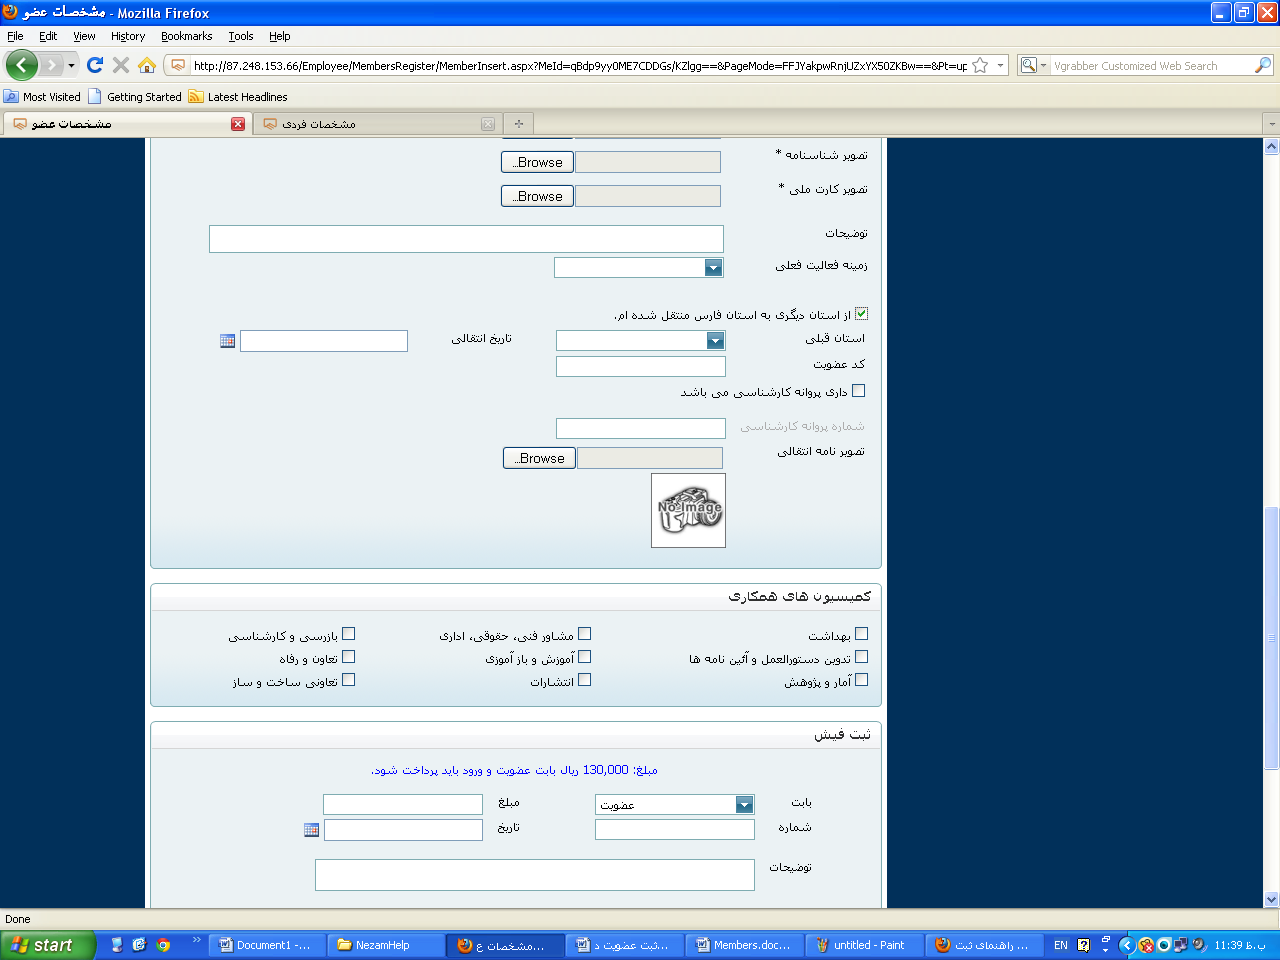 مشخصات عضو - Mozilla Firefox
File Edit View History Bookmarks Tools Help
http://87.248.153.66/Employee/MembersRegister/MemberInsert.aspx?MeId=qBdp9yy0ME7CDDGs/KZlgg==&PageMode=FFJYakpwRnjUZxYX50ZKBw==&Pt=up
Vgrabber Customized Web Search
Most Visited Getting Started Latest Headlines
مشخصات عضو
مشخصات فردی
تصویر شناسنامه *
Browse...
تصویر کارت ملی *
Browse...
توضیحات
زمینه فعالیت فعلی
از استان دیگری به استان فارس منتقل شده ام.
استان قبلی
تاریخ انتقالی
کد عضویت
داری پروانه کارشناسی می باشد
شماره پروانه کارشناسی
تصویر نامه انتقالی
Browse...
No Image
کمیسیون های همکاری
بهداشت
مشاور فنی، حقوقی، اداری
بازرسی و کارشناسی
تدوین دستورالعمل و آئین نامه ها
آموزش و باز آموزی
تعاون و رفاه
آمار و پژوهش
انتشارات
تعاونی ساخت و ساز
ثبت فیش
مبلغ: 130,000 ریال بابت عضویت و ورود باید پرداخت شود.
بابت
عضویت
مبلغ
شماره
تاریخ
توضیحات
Done
start
Document1 -...
NezamHelp
مشخصات ع...
ثبت عضویت د...
Members.doc...
untitled - Paint
راهنمای ثبت ...
EN
11:39 ب.ظ